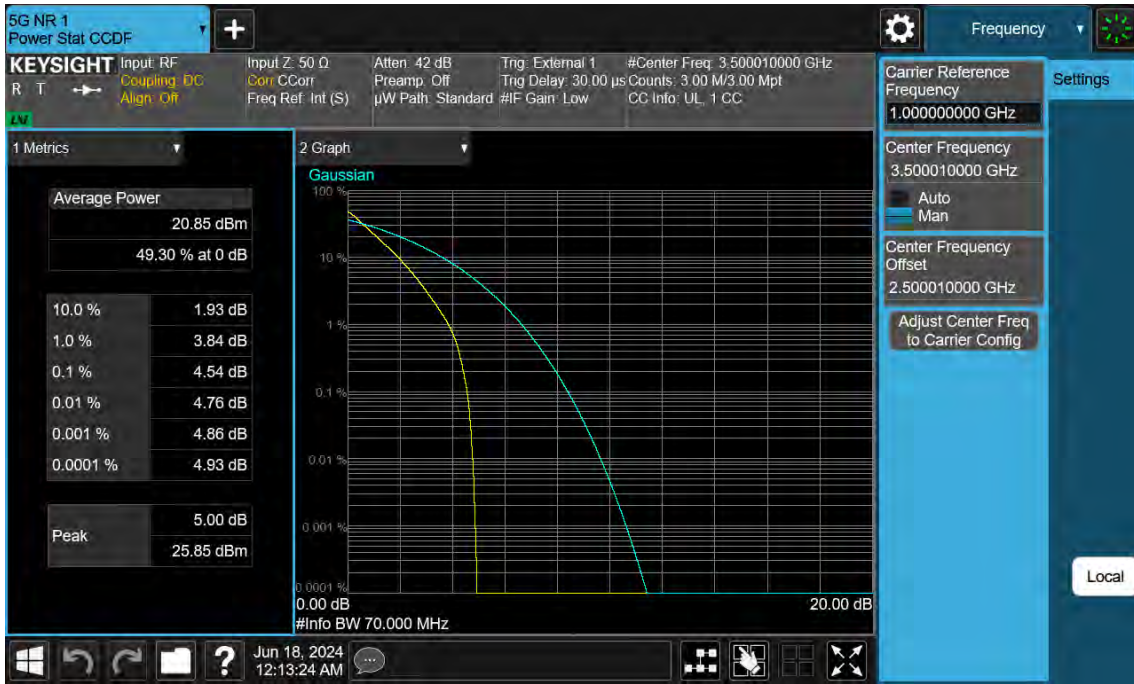 5G NR 1
Power Stat CCDF
+
Frequency
KEYSIGHT
R T
LNI
Input: RF
Coupling: DC
Align: Off
Input Z: 50 Ω
Corr CCorr
Freq Ref: Int (S)
Atten: 42 dB
Preamp: Off
µW Path: Standard
Trig: External 1
Trig Delay: 30.00 µs
#IF Gain: Low
#Center Freq: 3.500010000 GHz
Counts: 3.00 M/3.00 Mpt
CC Info: UL, 1 CC
1 Metrics
Average Power
20.85 dBm
49.30 % at 0 dB
10.0 % 1.93 dB
1.0 % 3.84 dB
0.1 % 4.54 dB
0.01 % 4.76 dB
0.001 % 4.86 dB
0.0001 % 4.93 dB
Peak 5.00 dB
25.85 dBm
2 Graph
Gaussian
100 %
10 %
1 %
0.1 %
0.01 %
0.001 %
0.0001 %
0.00 dB 20.00 dB
#Info BW 70.000 MHz
Carrier Reference
Frequency
1.000000000 GHz
Center Frequency
3.500010000 GHz
Auto
Man
Center Frequency
Offset
2.500010000 GHz
Adjust Center Freq
to Carrier Config
Settings
Local
?
Jun 18, 2024
12:13:24 AM